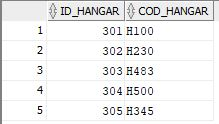 ID_HANGAR COD_HANGAR
1 301 H100
2 302 H230
3 303 H483
4 304 H500
5 305 H345